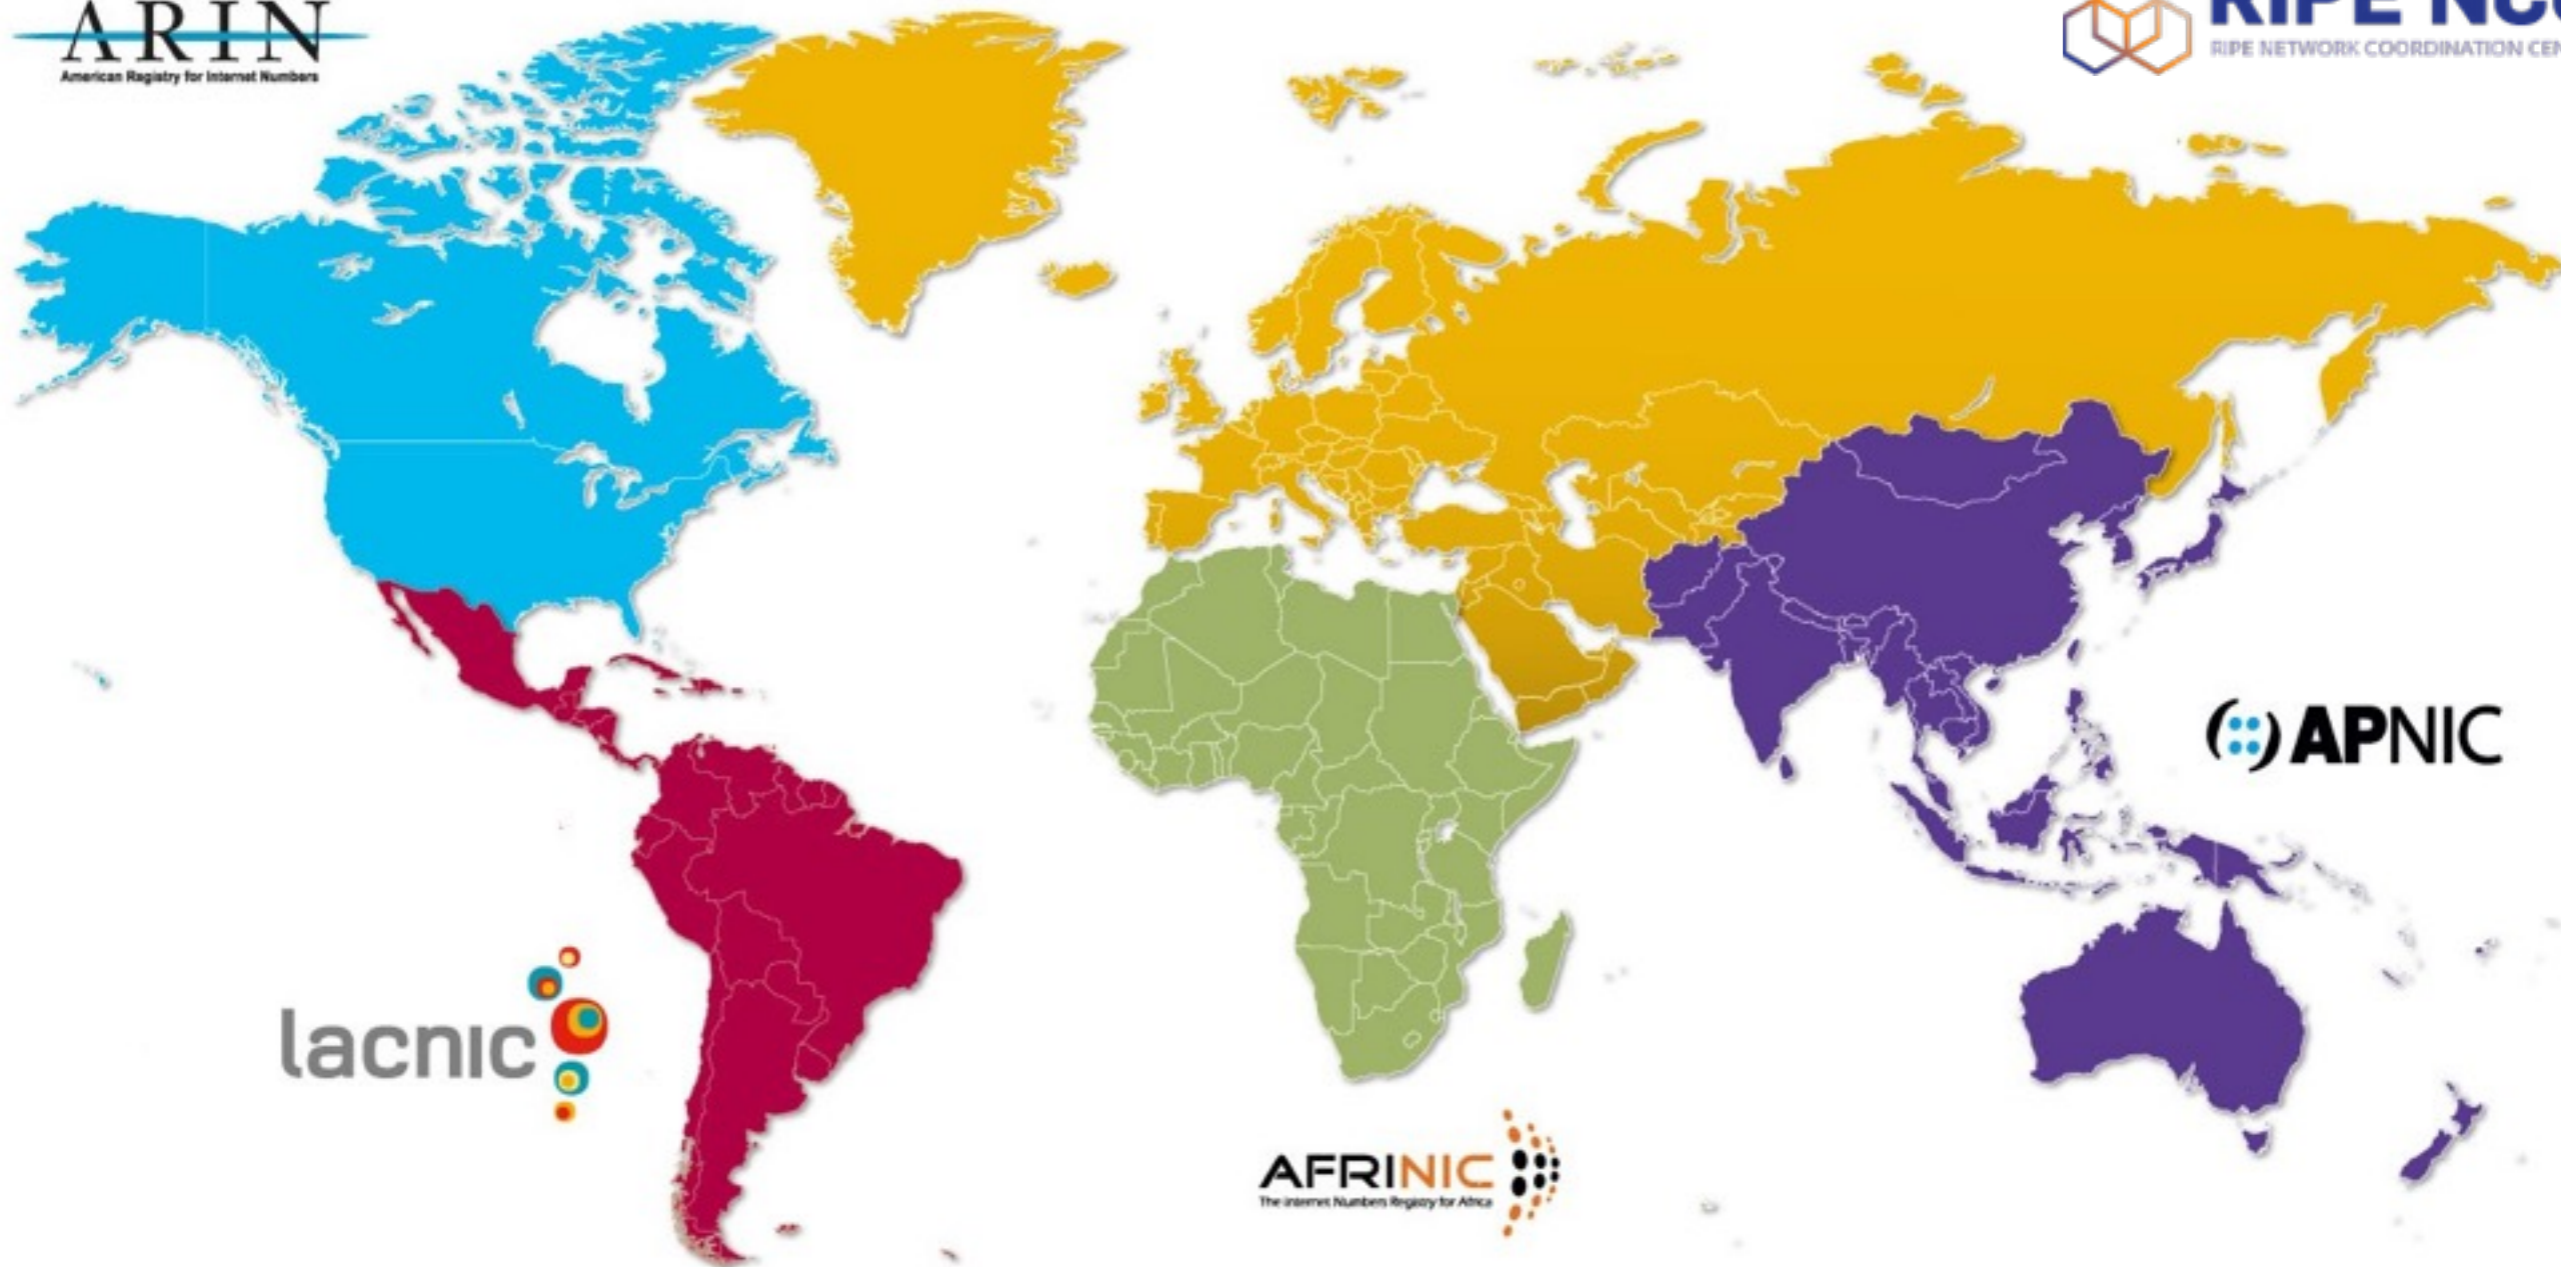 ARIN
American Registry for Internet Numbers
RIPE NCC
RIPE NETWORK COORDINATION CEN
APNIC
lacnic
AFRINIC
The Internet Numbers Registry for Africa